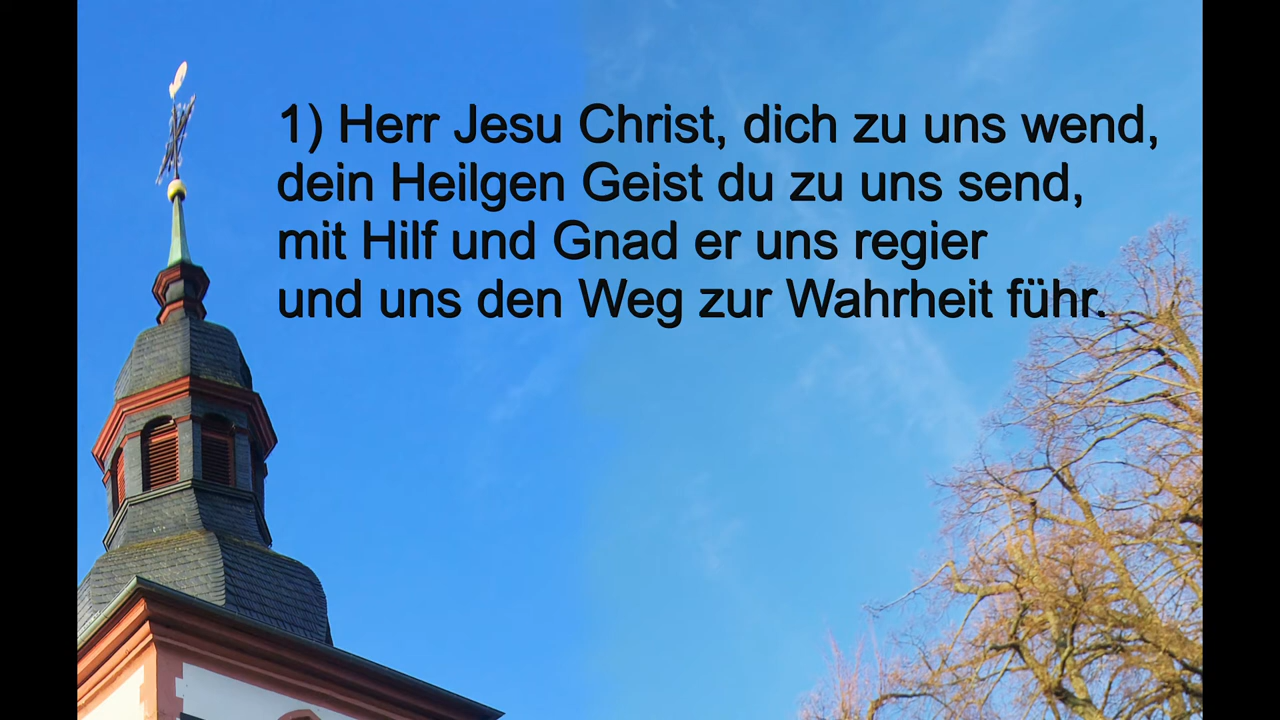 1) Herr Jesu Christ, dich zu uns wend,
dein Heilgen Geist du zu uns send,
mit Hilf und Gnad er uns regier
und uns den Weg zur Wahrheit führ.